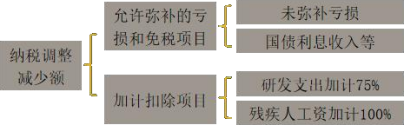 纳税调整
减少额
允许弥补的亏
损和免税项目
未弥补亏损
国债利息收入等
加计扣除项目
研发支出加计75%
残疾人工资加计100%